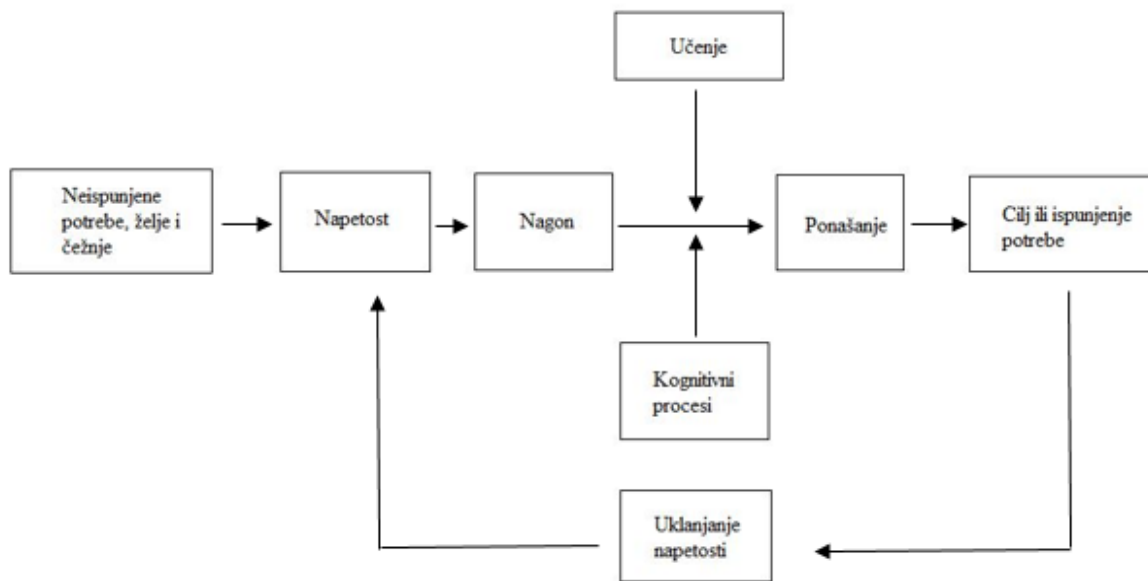 Učenje
Neispunjene
potrebe, želje i
čežnje
Napetost
Nagon
Ponašanje
Cilj ili ispunjenje
potrebe
Kognitivni
procesi
Uklanjanje
napetosti